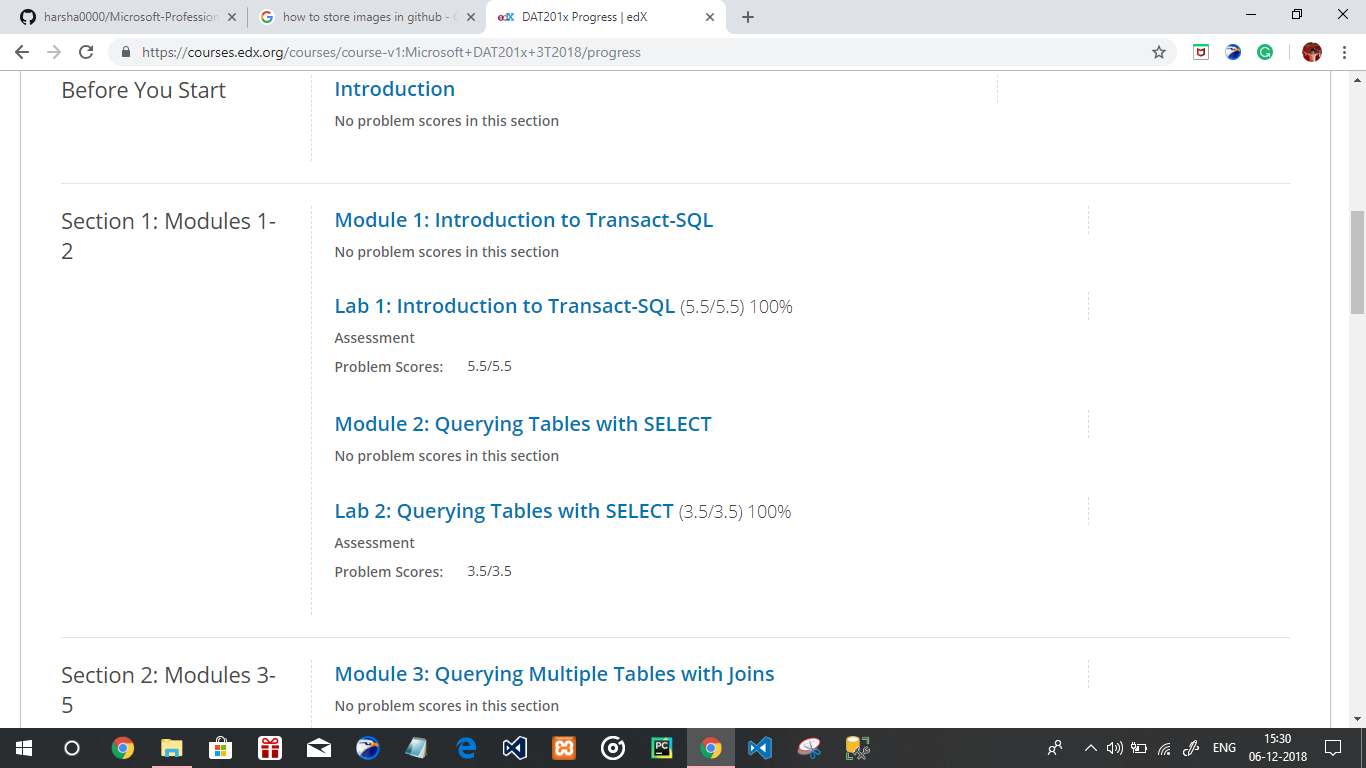 harsha0000/Microsoft-Profession
how to store images in github - G
edX DAT201x Progress | edX
https://courses.edx.org/courses/course-v1:Microsoft+DAT201x+3T2018/progress
Before You Start
Introduction
No problem scores in this section
Section 1: Modules 1-
2
Module 1: Introduction to Transact-SQL
No problem scores in this section
Lab 1: Introduction to Transact-SQL (5.5/5.5) 100%
Assessment
Problem Scores: 5.5/5.5
Module 2: Querying Tables with SELECT
No problem scores in this section
Lab 2: Querying Tables with SELECT (3.5/3.5) 100%
Assessment
Problem Scores: 3.5/3.5
Section 2: Modules 3-
5
Module 3: Querying Multiple Tables with Joins
No problem scores in this section
PC
ENG
15:30
06-12-2018